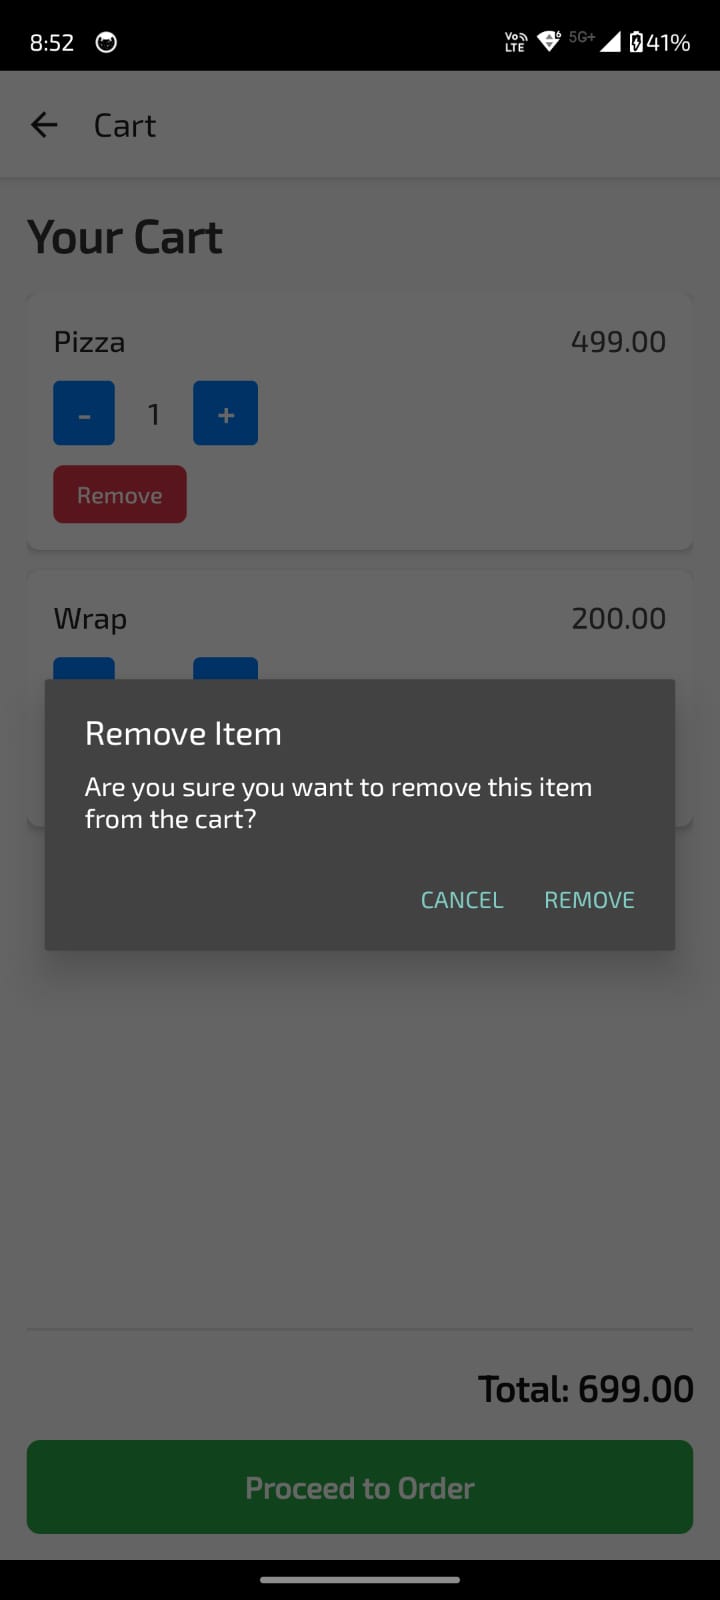 8:52 Vo LTE 6 5G+ 41%
Cart
Your Cart
Pizza 499.00
- 1 +
Remove
Wrap 200.00
Remove Item
Are you sure you want to remove this item
from the cart?
CANCEL REMOVE
Total: 699.00
Proceed to Order